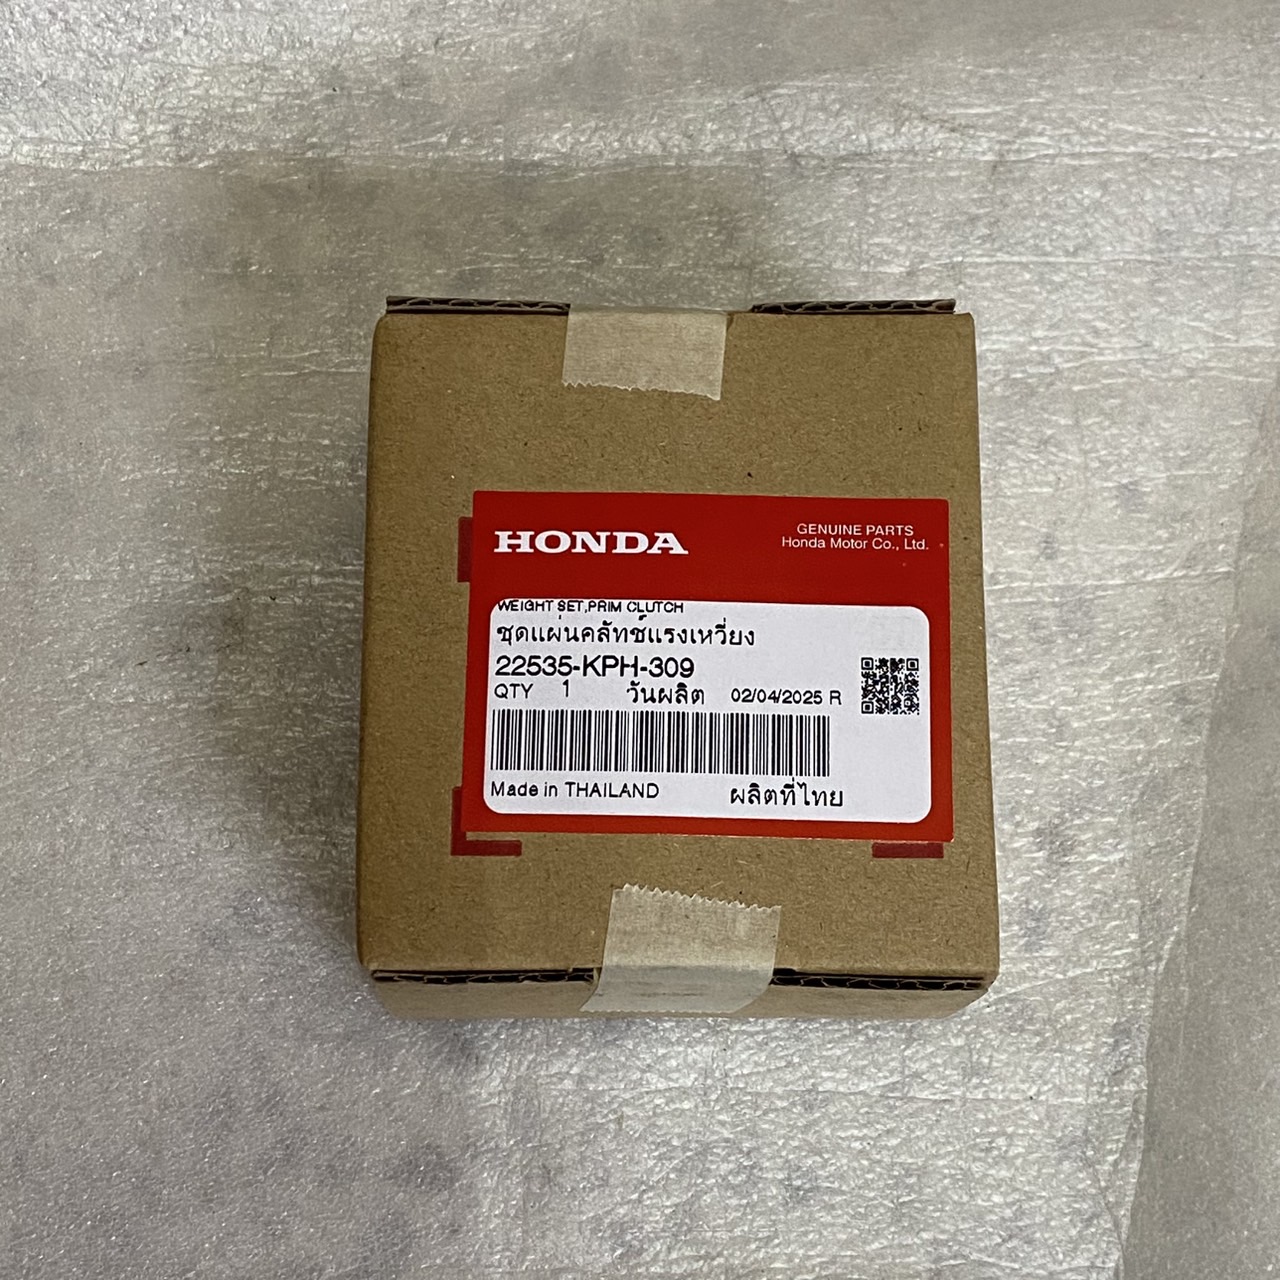 HONDA
GENUINE PARTS
Honda Motor Co., Ltd.
WEIGHT SET,PRIM CLUTCH
ชุดแผ่นคลัทช์แรงเหวี่ยง
22535-KPH-309
QTY 1 วันผลิต 02/04/2025 R
Made in THAILAND ผลิตที่ไทย